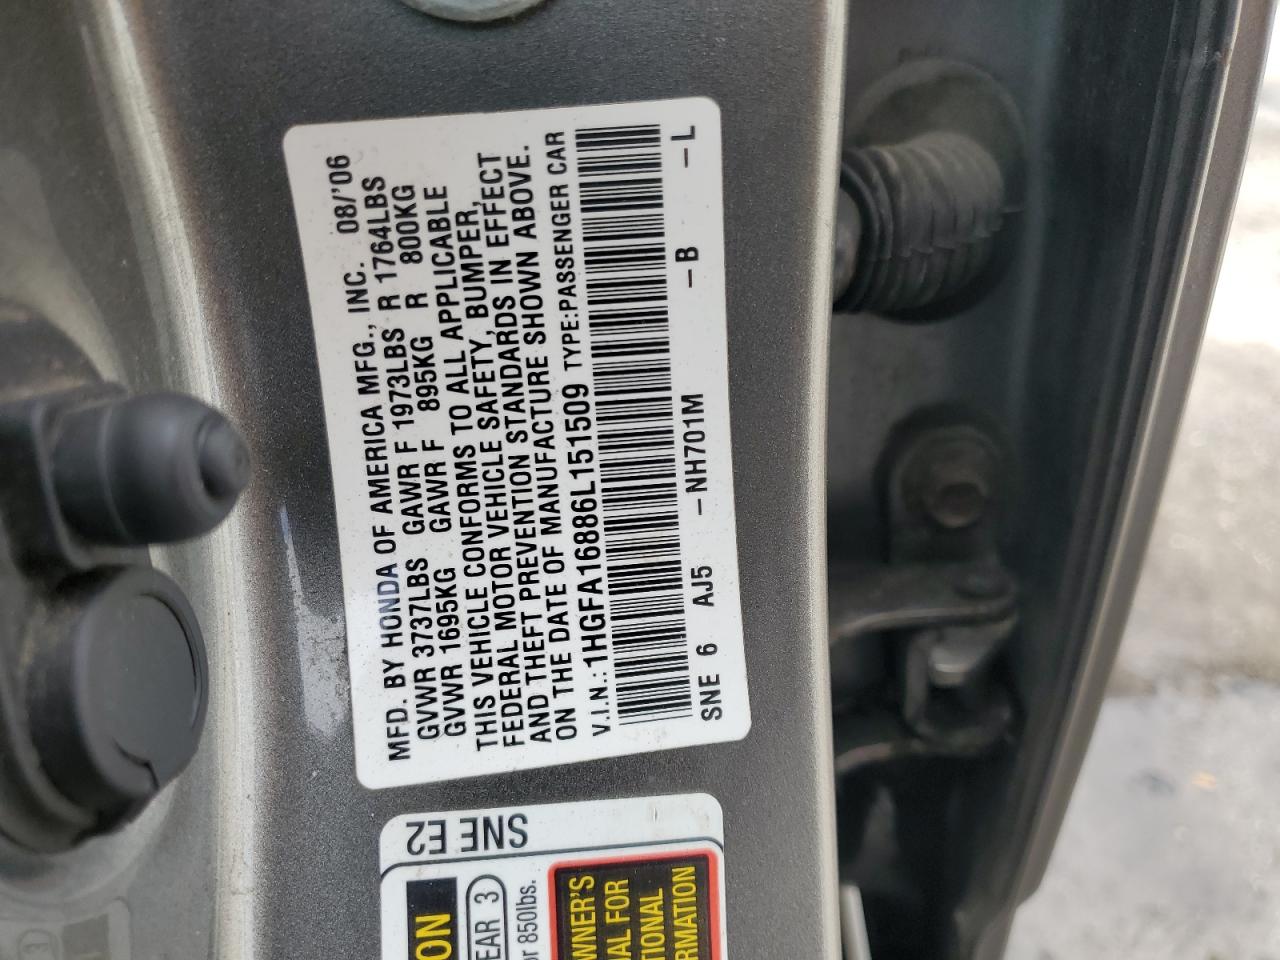 MFD. BY HONDA OF AMERICA MFG., INC. 08/'06
GVWR 3737LBS GAWR F 1973LBS R 1764LBS
GVWR 1695KG GAWR F 895KG R 800KG
THIS VEHICLE CONFORMS TO ALL APPLICABLE
FEDERAL MOTOR VEHICLE SAFETY, BUMPER,
AND THEFT PREVENTION STANDARDS IN EFFECT
ON THE DATE OF MANUFACTURE SHOWN ABOVE.
V.I.N.: 1HGFA16886L151509 TYPE:PASSENGER CAR
SNE 6 AJ5 - NH701M - B - L
SNE E2
ON
EAR 3
or 850lbs.
WNER'S
AL FOR
TIONAL
RMATION